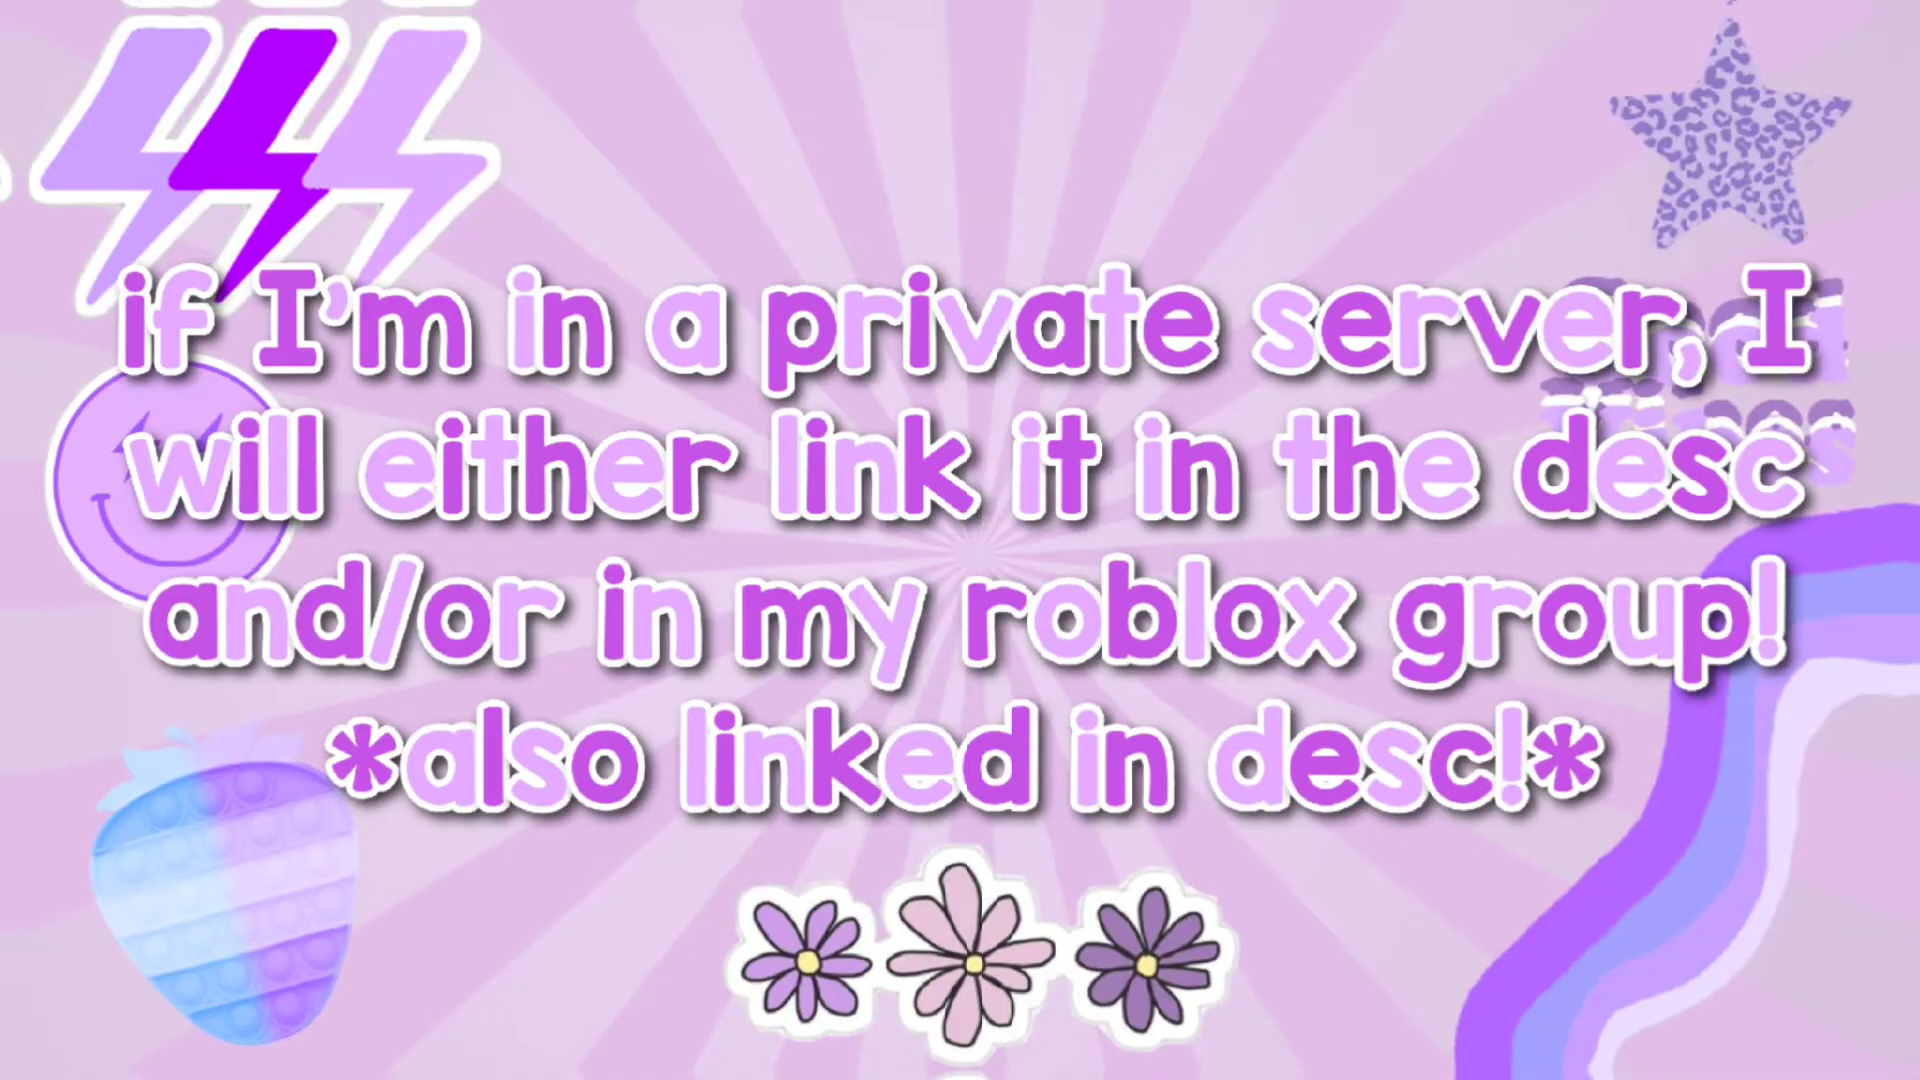 if I'm in a private server, I
will either link it in the desc
and/or in my roblox group!
*also linked in desc!*